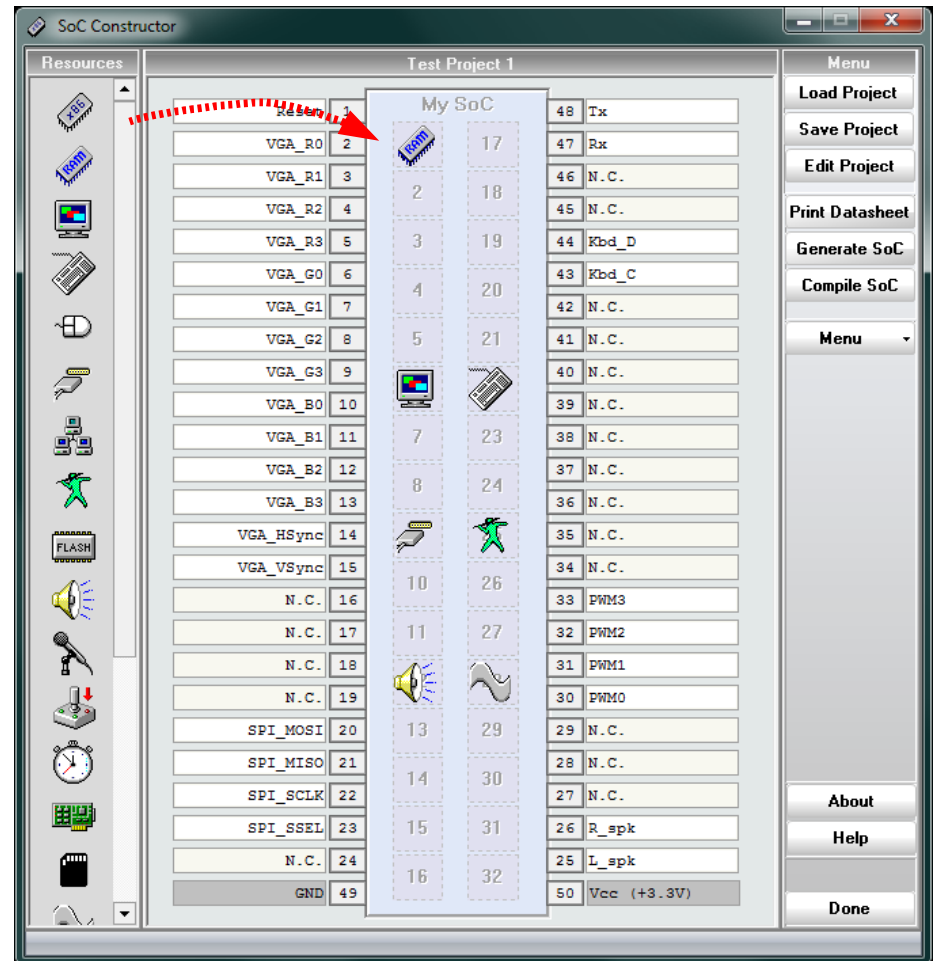 SoC Constructor
Resources
Test Project 1
Menu
My SoC
X86
RAM
FLASH
RAM
Reset 1
VGA_R0 2
VGA_R1 3
VGA_R2 4
VGA_R3 5
VGA_G0 6
VGA_G1 7
VGA_G2 8
VGA_G3 9
VGA_B0 10
VGA_B1 11
VGA_B2 12
VGA_B3 13
VGA_HSync 14
VGA_VSync 15
N.C. 16
N.C. 17
N.C. 18
N.C. 19
SPI_MOSI 20
SPI_MISO 21
SPI_SCLK 22
SPI_SSEL 23
N.C. 24
GND 49
17
2 18
3 19
4 20
5 21
7 23
8 24
10 26
11 27
13 29
14 30
15 31
16 32
48 Tx
47 Rx
46 N.C.
45 N.C.
44 Kbd_D
43 Kbd_C
42 N.C.
41 N.C.
40 N.C.
39 N.C.
38 N.C.
37 N.C.
36 N.C.
35 N.C.
34 N.C.
33 PWM3
32 PWM2
31 PWM1
30 PWM0
29 N.C.
28 N.C.
27 N.C.
26 R_spk
25 L_spk
50 Vcc (+3.3V)
Load Project
Save Project
Edit Project
Print Datasheet
Generate SoC
Compile SoC
Menu
About
Help
Done